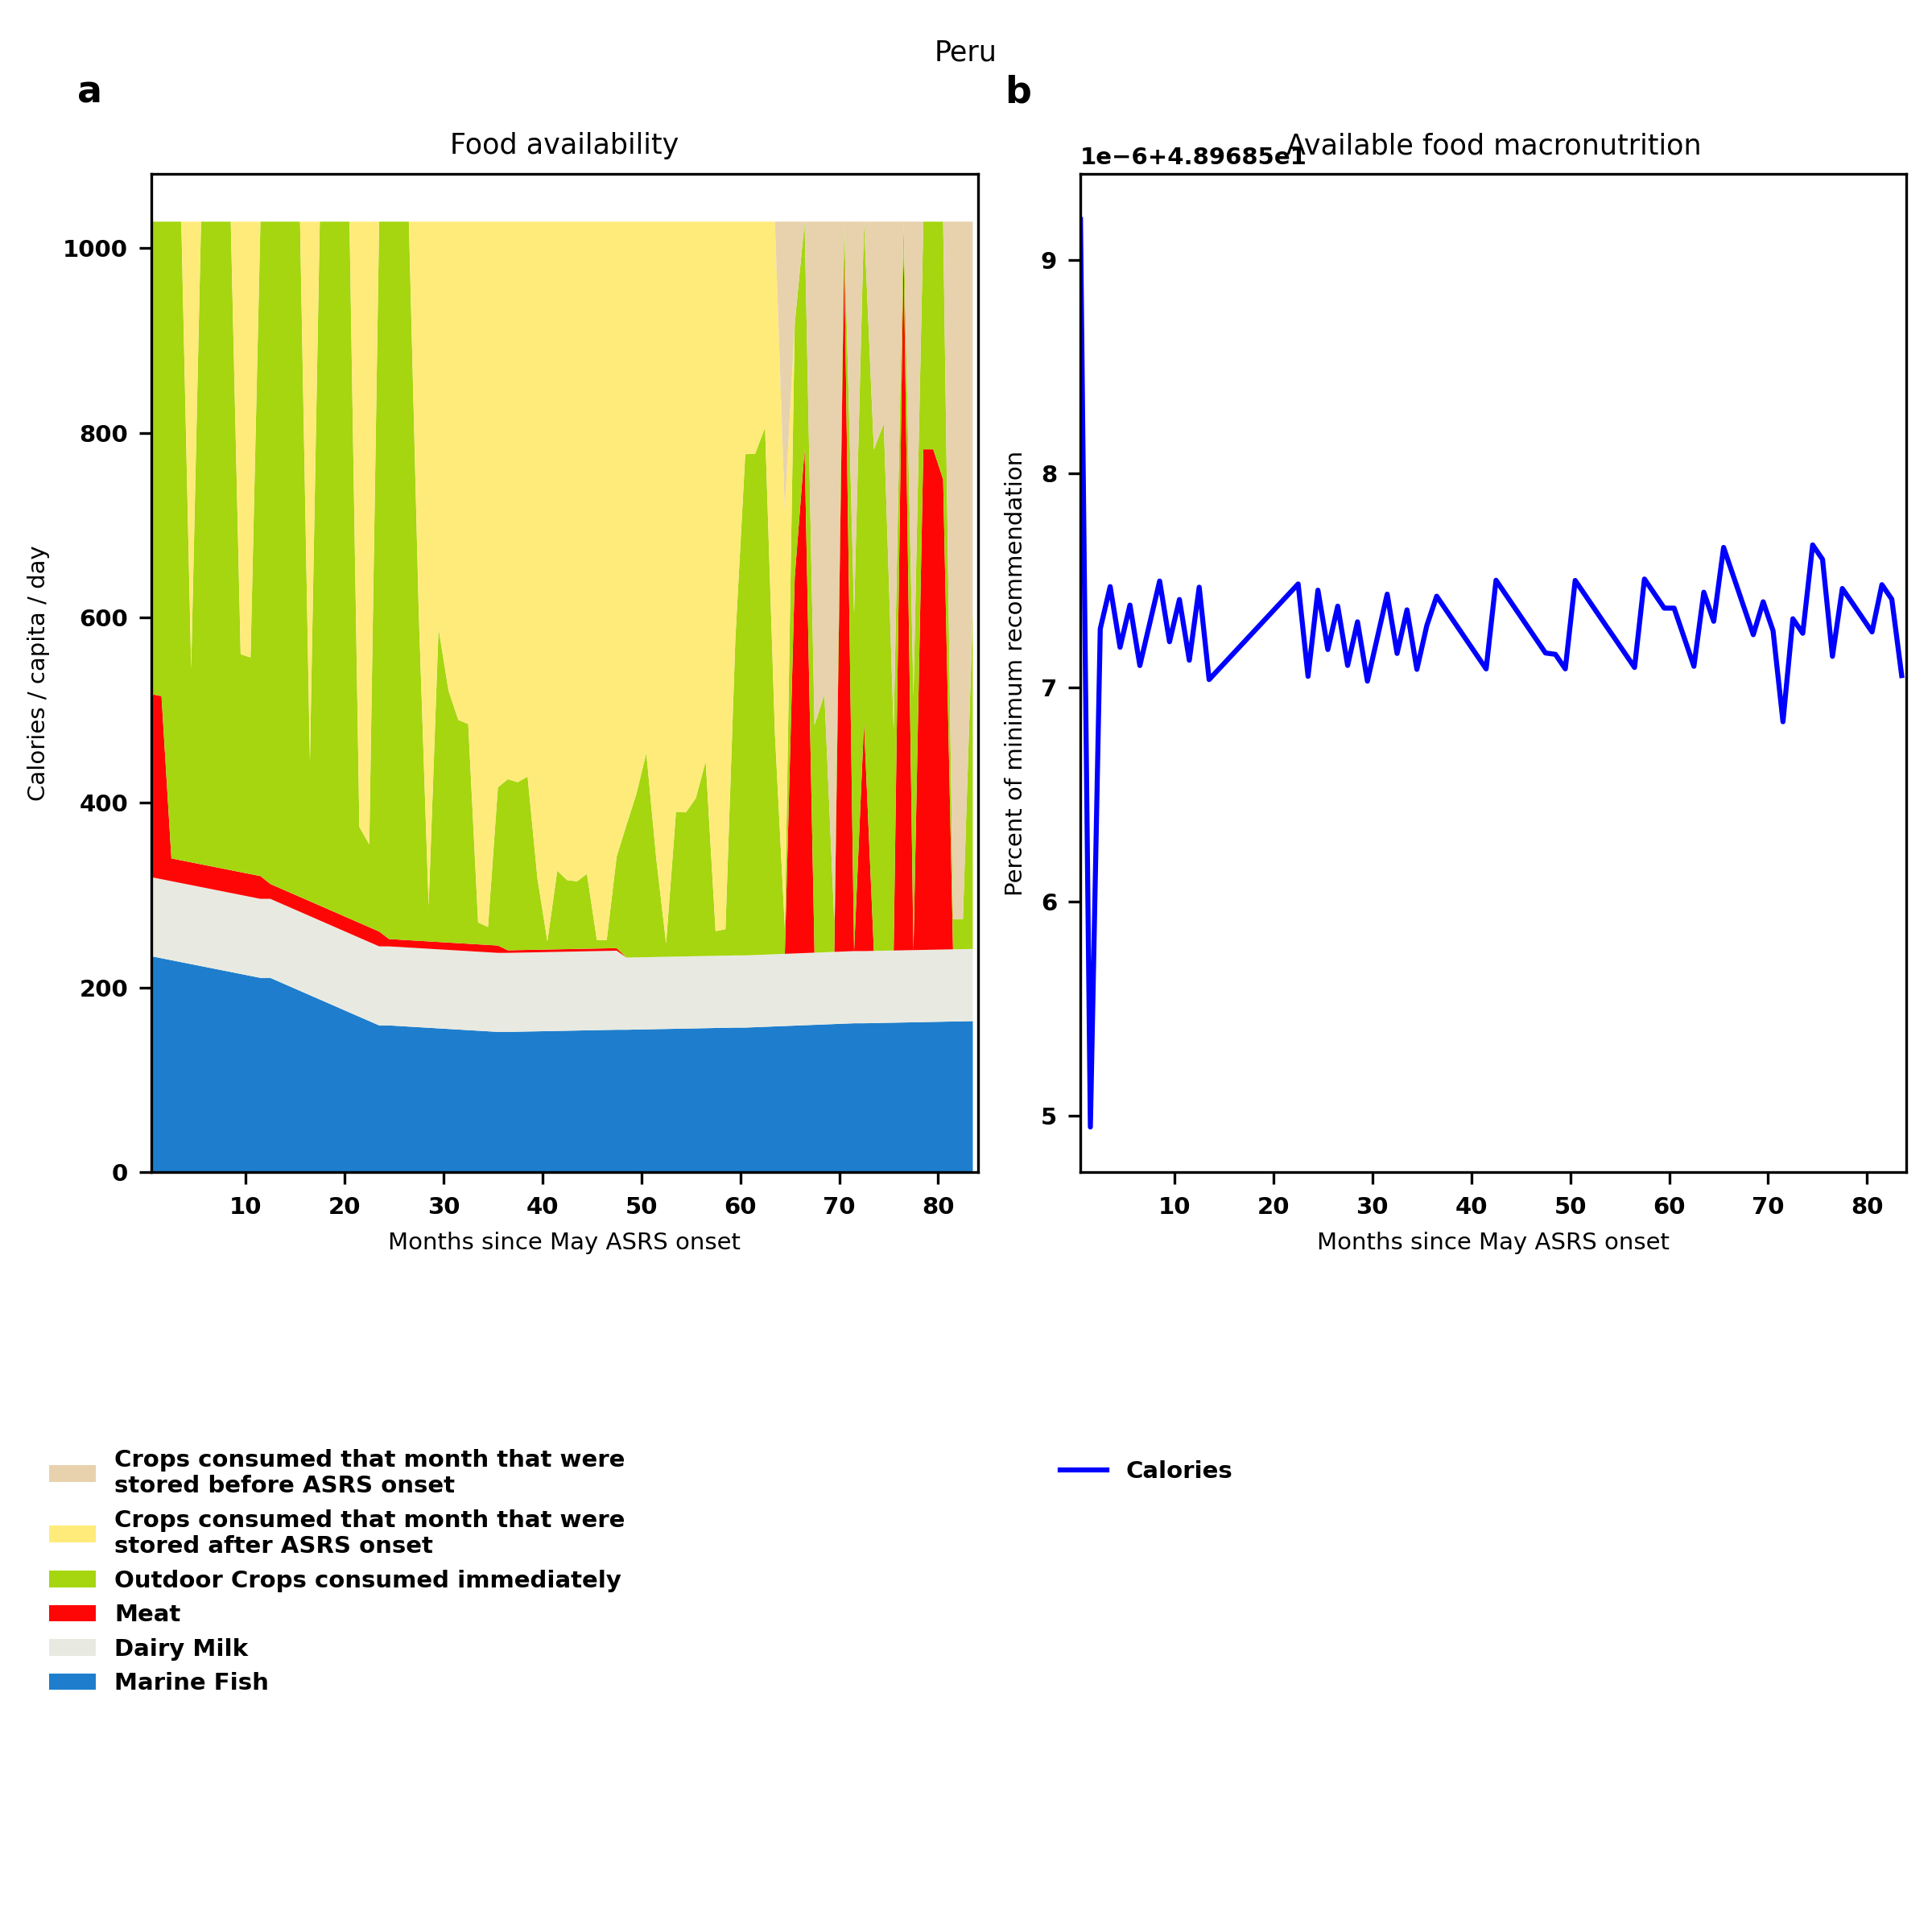 Peru
a
Food availability
Calories / capita / day
1000
800
600
400
200
0
10 20 30 40 50 60 70 80
Months since May ASRS onset
b
Available food macronutrition
1e−6+4.89685e1
Percent of minimum recommendation
9
8
7
6
5
10 20 30 40 50 60 70 80
Months since May ASRS onset
Crops consumed that month that were
stored before ASRS onset
Crops consumed that month that were
stored after ASRS onset
Outdoor Crops consumed immediately
Meat
Dairy Milk
Marine Fish
Calories